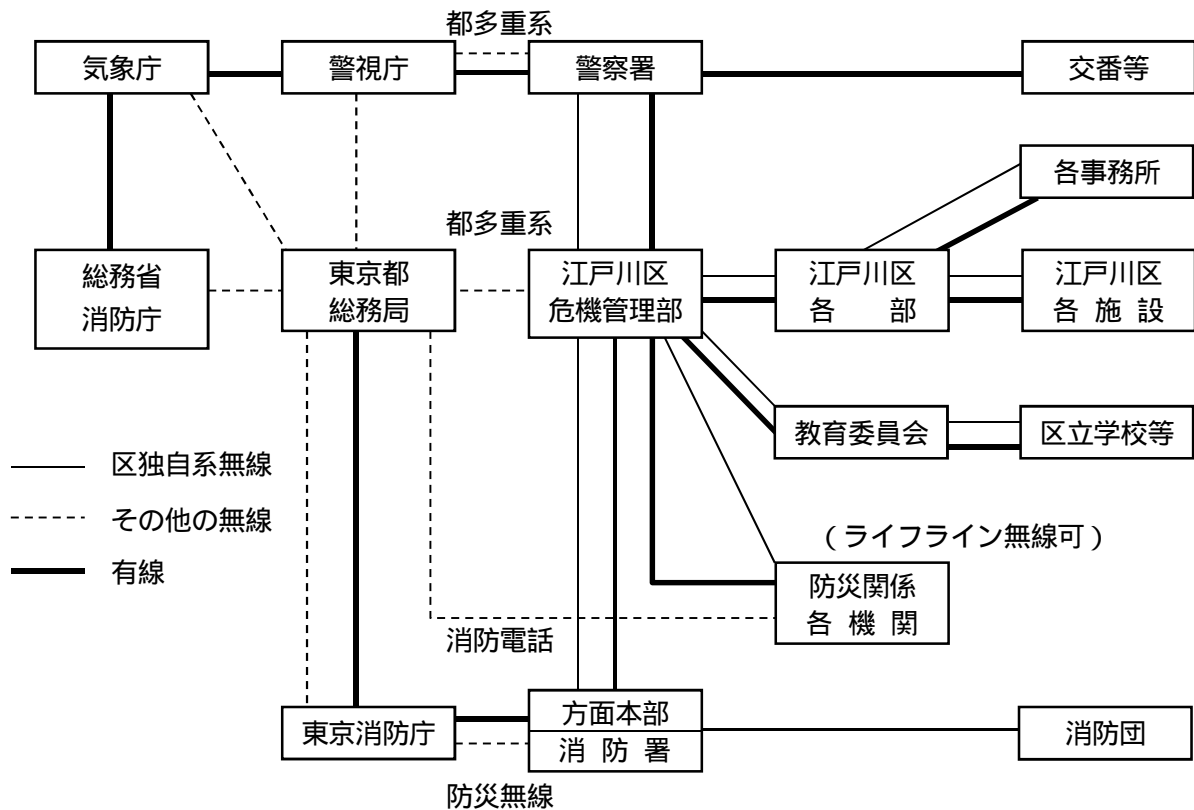 都多重系
気象庁
警視庁
警察署
交番等
各事務所
都多重系
総務省
消防庁
東京都
総務局
江戸川区
危機管理部
江戸川区
各 部
江戸川区
各 施 設
教育委員会
区立学校等
区独自系無線
その他の無線
有線
(ライフライン無線可)
防災関係
各 機 関
消防電話
東京消防庁
方面本部
消 防 署
消防団
防災無線